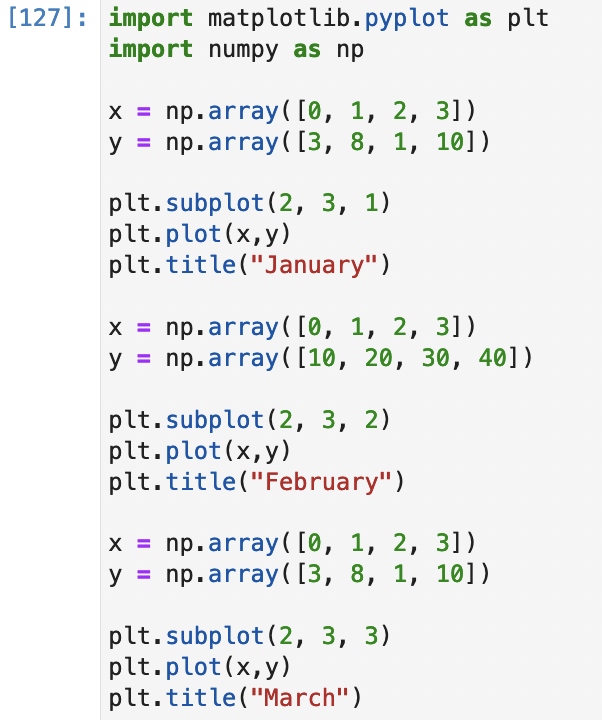 [127]: import matplotlib.pyplot as plt
import numpy as np
x = np.array([0, 1, 2, 3])
y = np.array([3, 8, 1, 10])
plt.subplot(2, 3, 1)
plt.plot(x,y)
plt.title("January")
x = np.array([0, 1, 2, 3])
y = np.array([10, 20, 30, 40])
plt.subplot(2, 3, 2)
plt.plot(x,y)
plt.title("February")
x = np.array([0, 1, 2, 3])
y = np.array([3, 8, 1, 10])
plt.subplot(2, 3, 3)
plt.plot(x,y)
plt.title("March")